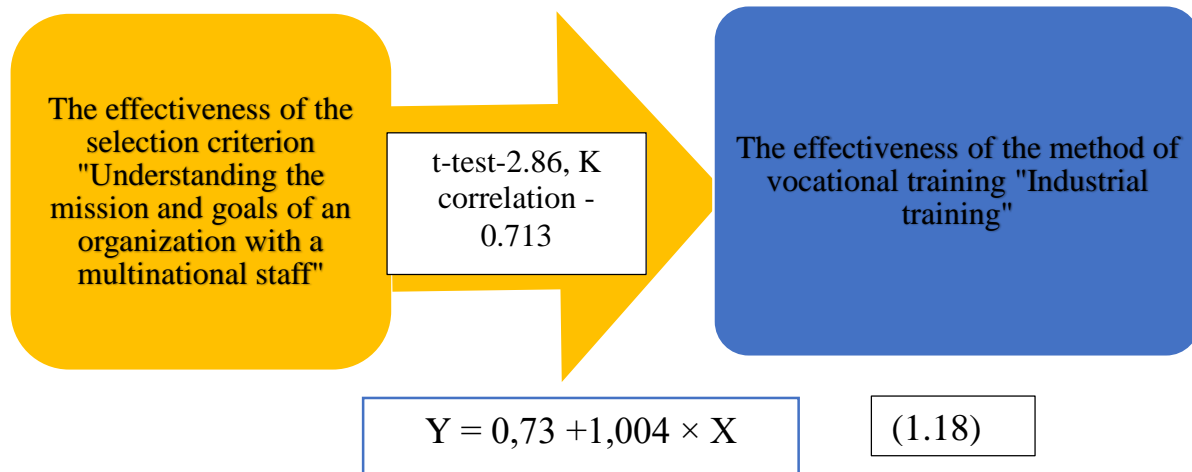 The effectiveness of the
selection criterion
"Understanding the
mission and goals of an
organization with a
multinational staff"
t-test-2.86, K
correlation -
0.713
The effectiveness of the method of
vocational training "Industrial
training"
Y = 0,73 +1,004 × X
(1.18)